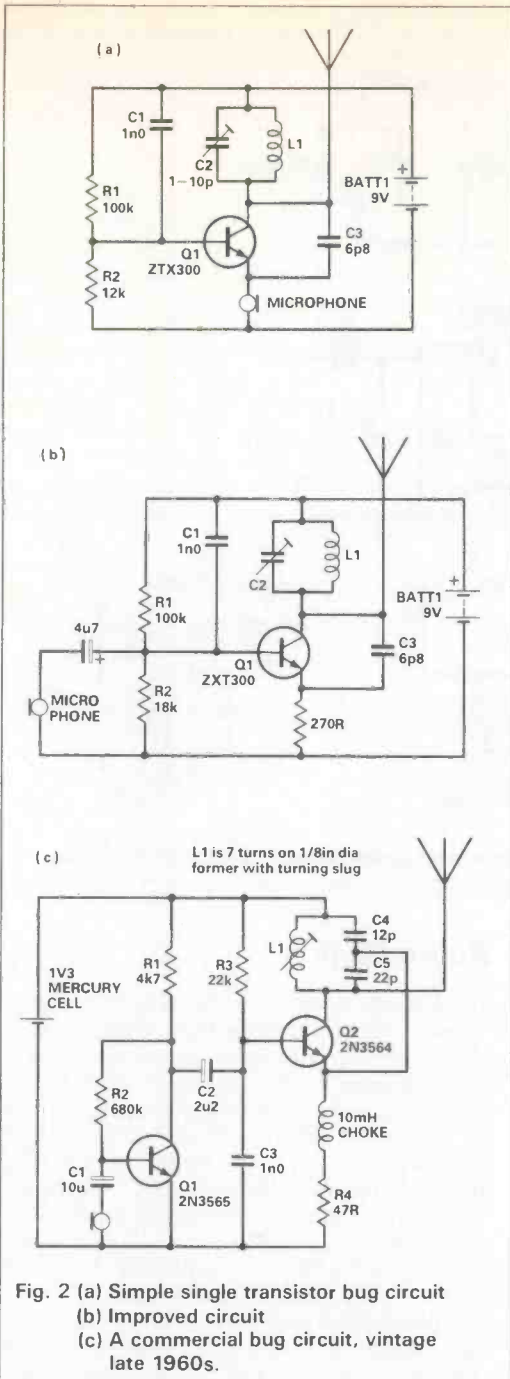 (a)
C1
1n0
C2
1-10p
L1
R1
100k
BATT1
9V
+
Q1
ZTX300
C3
6p8
R2
12k
MICROPHONE
(b)
C1
1n0
C2
L1
BATT1
9V
+
R1
100k
4u7
+
Q1
ZXT300
C3
6p8
MICRO
PHONE
R2
18k
270R
(c)
L1 is 7 turns on 1/8in dia
former with turning slug
1V3
MERCURY
CELL
R1
4k7
R3
22k
L1
C4
12p
C5
22p
Q2
2N3564
R2
680k
C2
2u2
10mH
CHOKE
C1
10u
Q1
2N3565
C3
1n0
R4
47R
Fig. 2 (a) Simple single transistor bug circuit
(b) Improved circuit
(c) A commercial bug circuit, vintage
late 1960s.